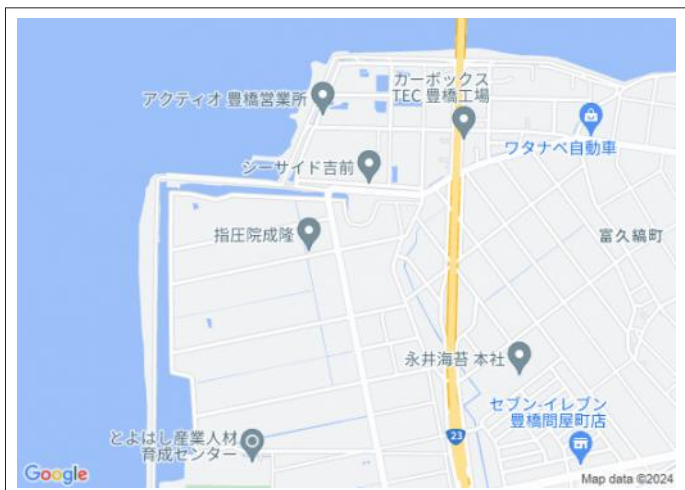 カーボックス
TEC 豊橋工場
アクティオ 豊橋営業所
ワタナベ自動車
シーサイド吉前
指圧院成隆
富久縞町
永井海苔 本社
セブン-イレブン
豊橋問屋町店
とよはし産業人材
育成センター
23
Google
Map data ©2024